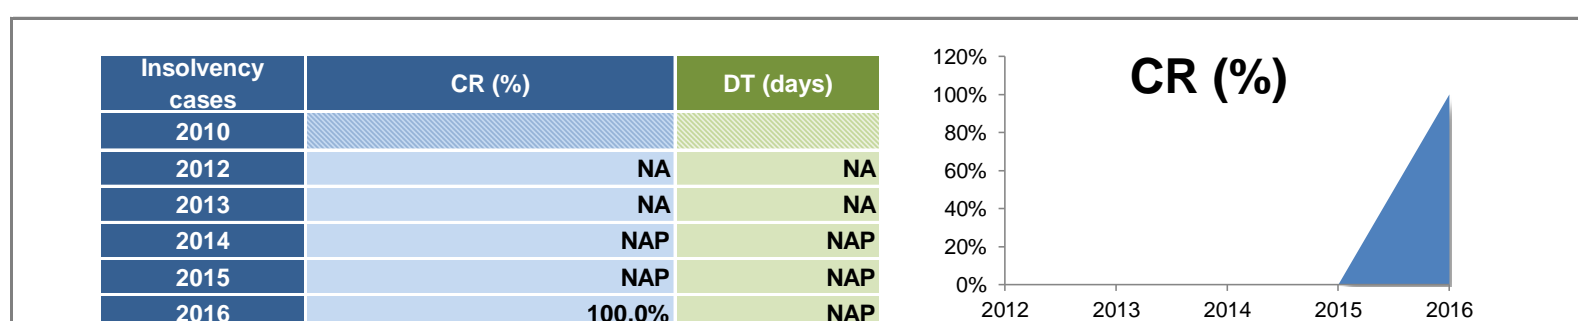 Insolvency cases CR (%) DT (days)
2010
2012 NA NA
2013 NA NA
2014 NAP NAP
2015 NAP NAP
2016 100.0% NAP
CR (%)
120%
100%
80%
60%
40%
20%
0%
2012 2013 2014 2015 2016